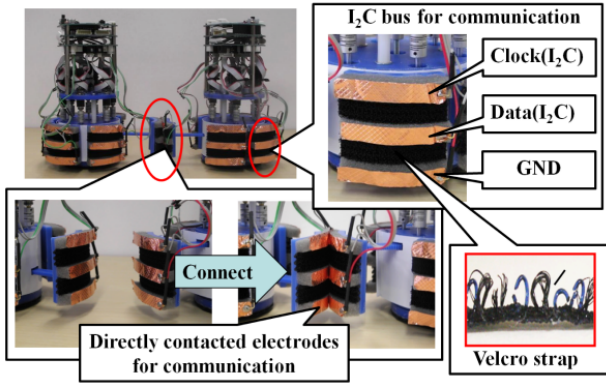 I₂C bus for communication
Clock(I₂C)
Data(I₂C)
GND
Connect
Directly contacted electrodes
for communication
Velcro strap